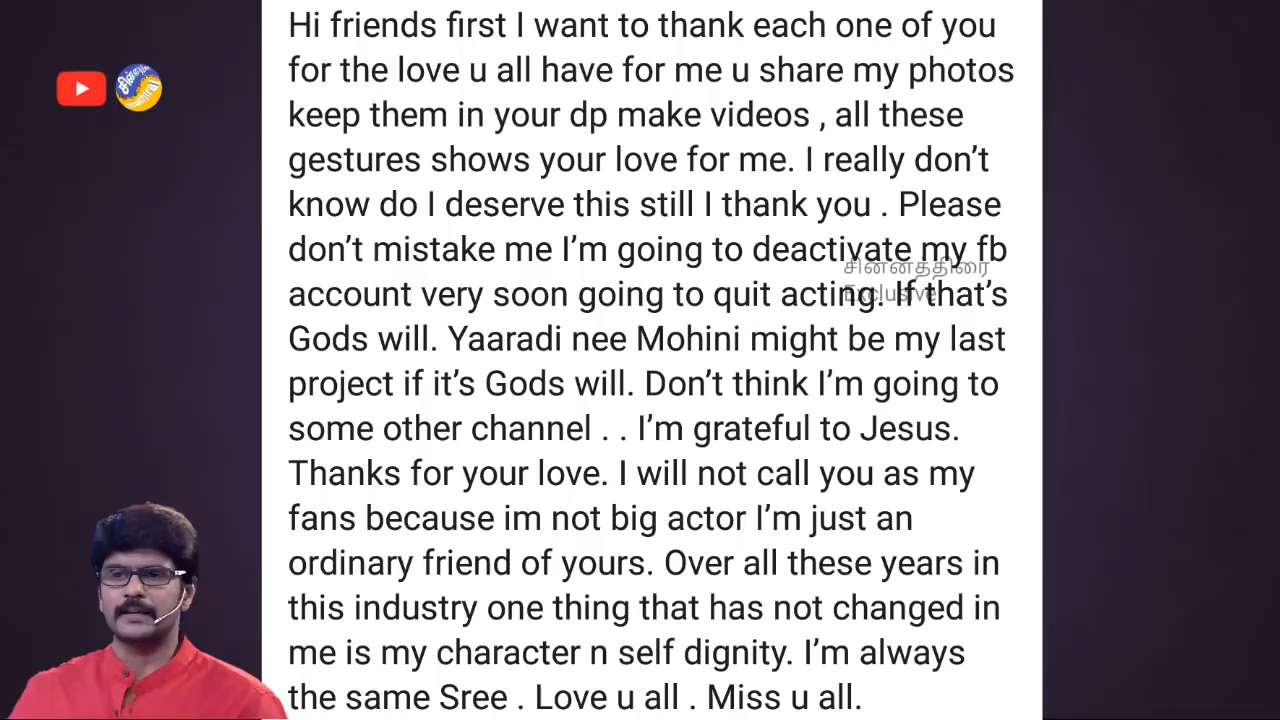 Hi friends first I want to thank each one of you
for the love u all have for me u share my photos
keep them in your dp make videos , all these
gestures shows your love for me. I really don’t
know do I deserve this still I thank you . Please
don’t mistake me I’m going to deactivate my fb
சின்னத்திரை
account very soon going to quit acting. If that’s
Exclusive
Gods will. Yaaradi nee Mohini might be my last
project if it’s Gods will. Don’t think I’m going to
some other channel . . I’m grateful to Jesus.
Thanks for your love. I will not call you as my
fans because im not big actor I’m just an
ordinary friend of yours. Over all these years in
this industry one thing that has not changed in
me is my character n self dignity. I’m always
the same Sree . Love u all . Miss u all.